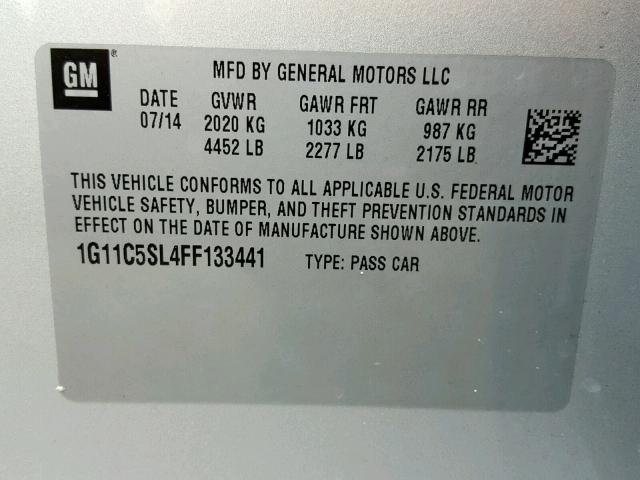 GM ®
MFD BY GENERAL MOTORS LLC
DATE GVWR GAWR FRT GAWR RR
07/14 2020 KG 1033 KG 987 KG
4452 LB 2277 LB 2175 LB
THIS VEHICLE CONFORMS TO ALL APPLICABLE U.S. FEDERAL MOTOR
VEHICLE SAFETY, BUMPER, AND THEFT PREVENTION STANDARDS IN
EFFECT ON THE DATE OF MANUFACTURE SHOWN ABOVE.
1G11C5SL4FF133441 TYPE: PASS CAR